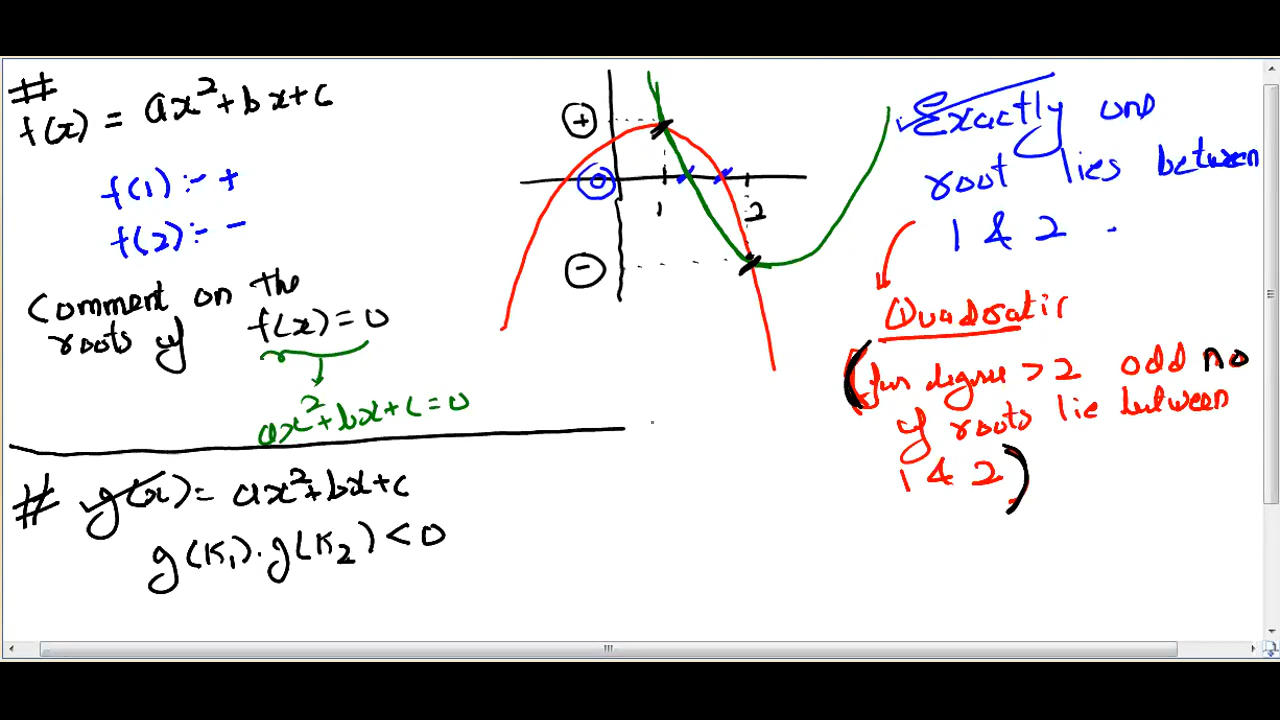 #
f(x) = ax²+bx+c
f(1) :- +
f(2) :- -
Comment on the
roots of f(x) = 0
ax²+bx+c = 0
+
0
1
2
-
Exactly one
root lies between
1 & 2 .
Quadratic
(for degree > 2 odd no
of roots lie between
1 & 2)
# g(x) = ax²+bx+c
g(K₁).g(K₂) < 0